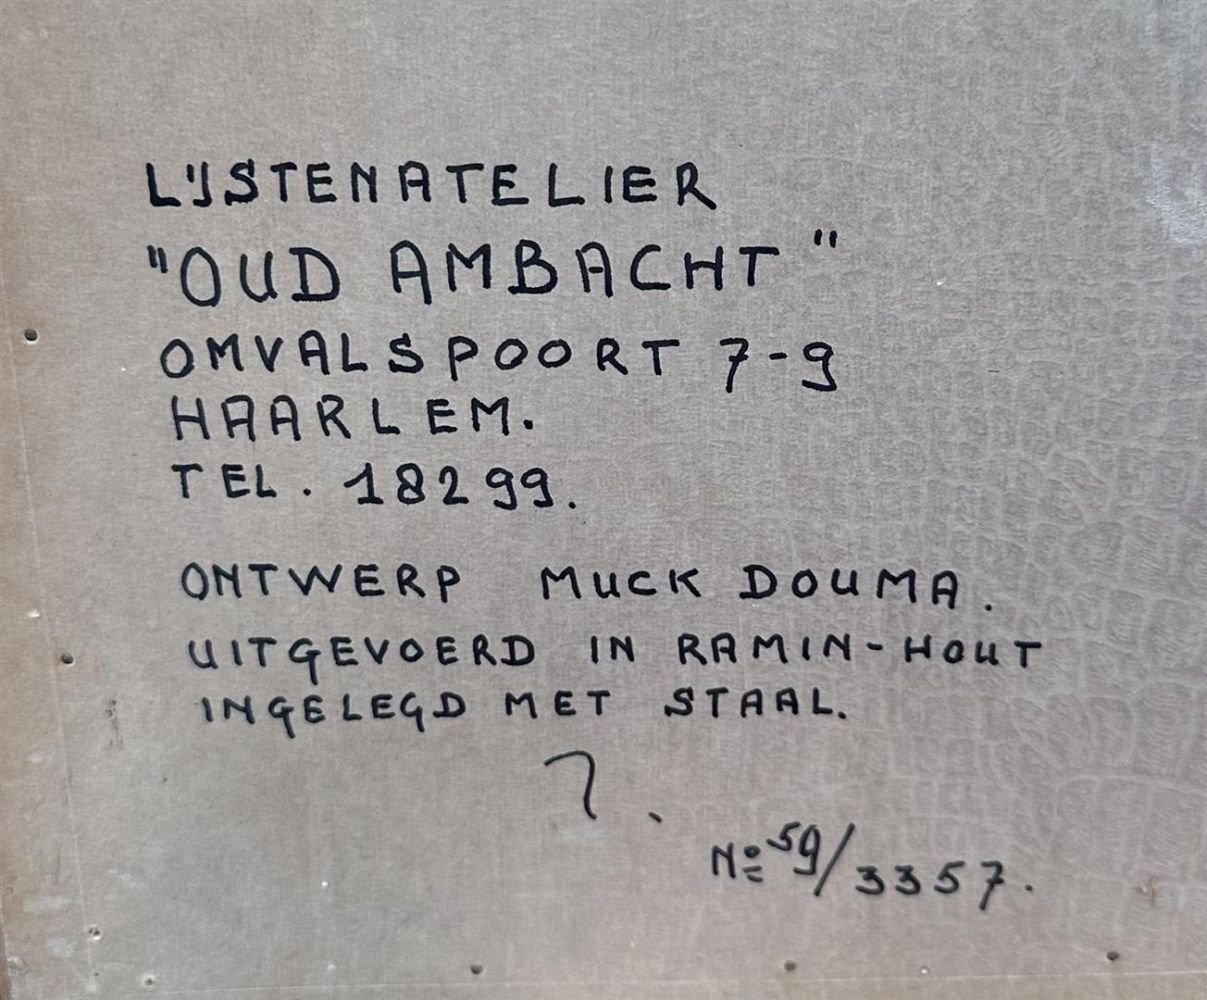 LIJSTENATELIER
"OUD AMBACHT"
OMVALSPOORT 7-9
HAARLEM.
TEL. 18299.
ONTWERP MUCK DOUMA.
UITGEVOERD IN RAMIN-HOUT
INGELEGD MET STAAL.
No 59/3357.